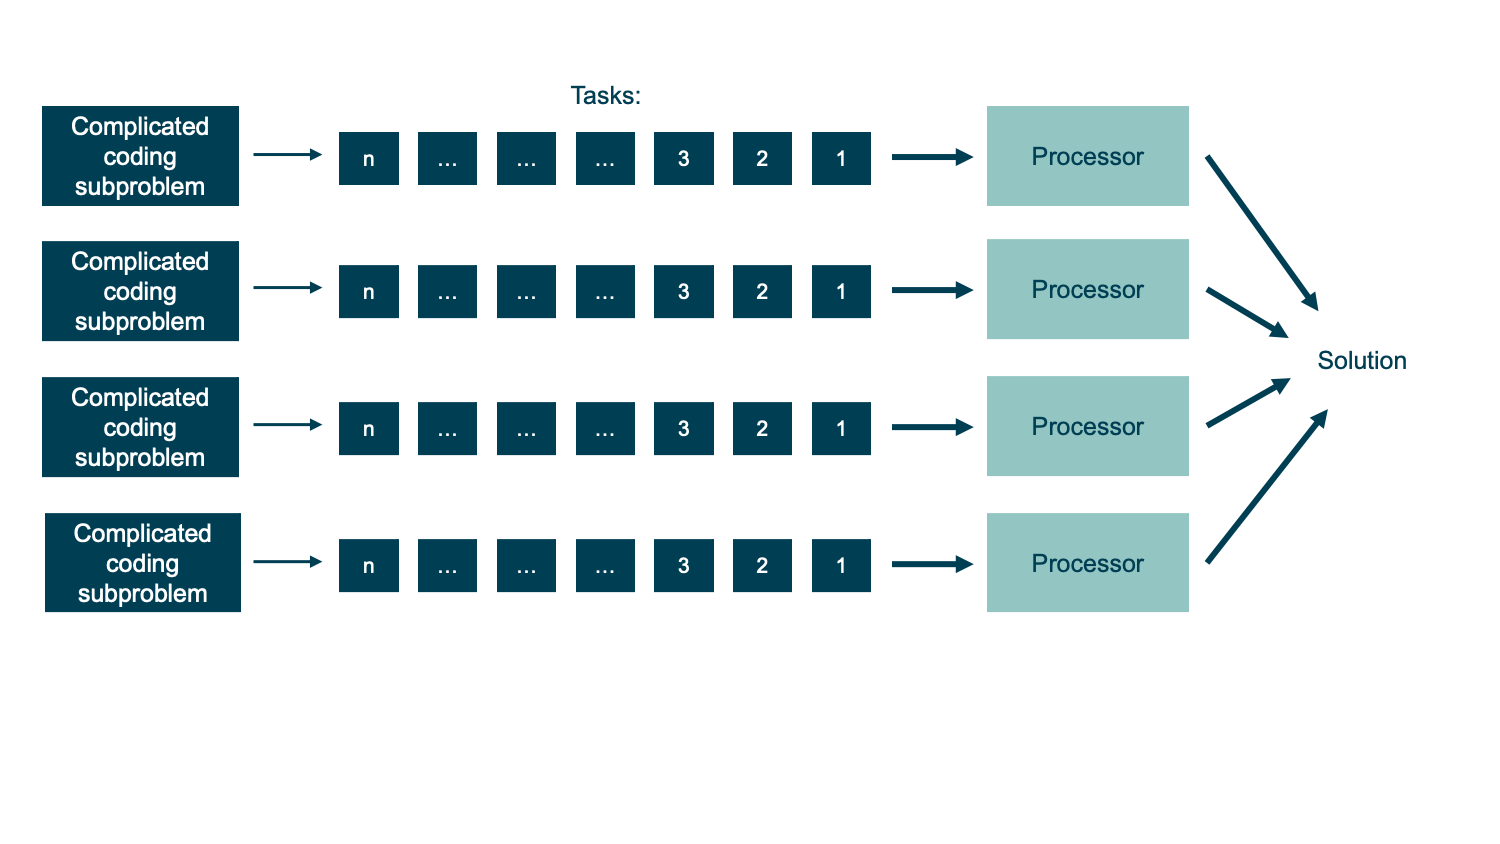 Tasks:
Complicated
coding
subproblem
n … … … 3 2 1
Processor
Complicated
coding
subproblem
n … … … 3 2 1
Processor
Solution
Complicated
coding
subproblem
n … … … 3 2 1
Processor
Complicated
coding
subproblem
n … … … 3 2 1
Processor